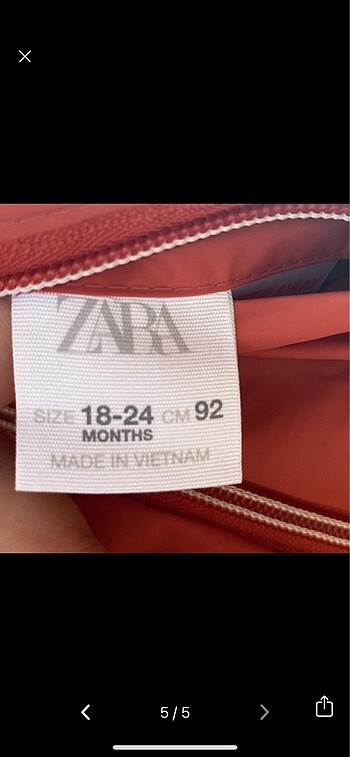 ZARA
SIZE 18-24 CM 92
MONTHS
MADE IN VIETNAM
5/5